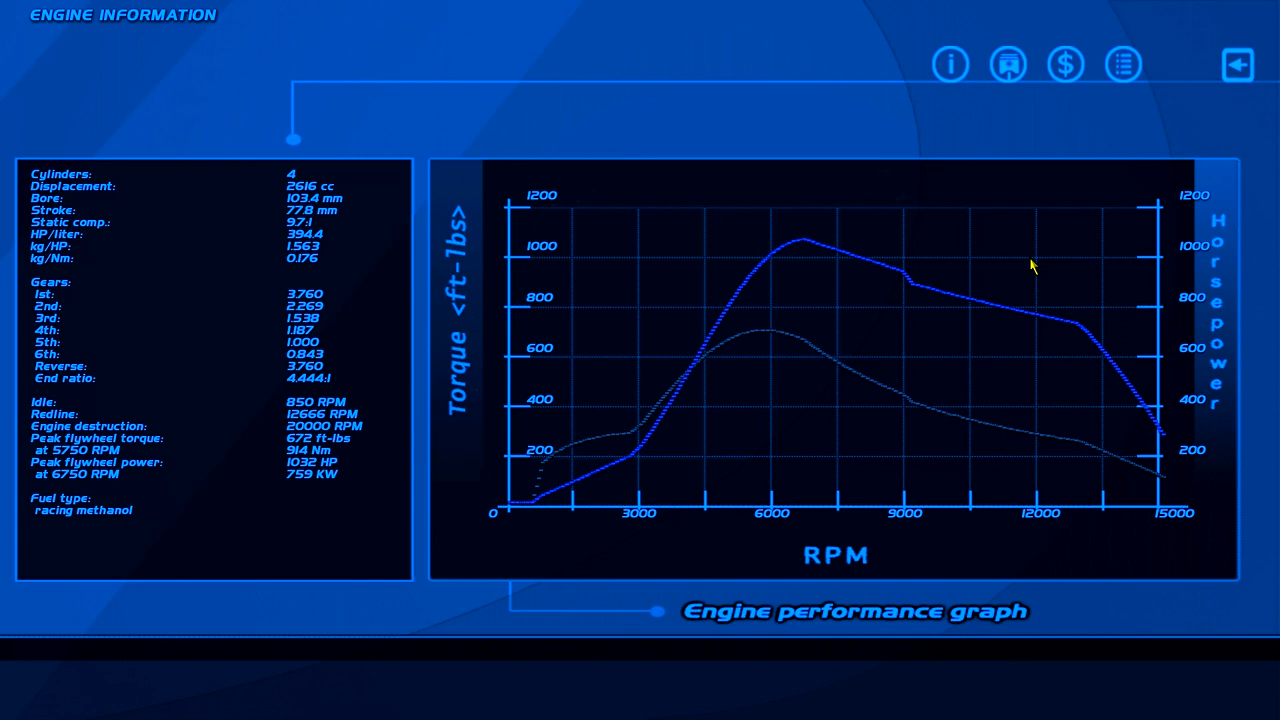 ENGINE INFORMATION
Cylinders: 4
Displacement: 2616 cc
Bore: 103.4 mm
Stroke: 77.8 mm
Static comp.: 9.7:1
HP/liter: 394.4
kg/HP: 1.563
kg/Nm: 0.176
Gears:
1st: 3.760
2nd: 2.269
3rd: 1.538
4th: 1.187
5th: 1.000
6th: 0.843
Reverse: 3.760
End ratio: 4.444:1
Idle: 850 RPM
Redline: 12666 RPM
Engine destruction: 20000 RPM
Peak flywheel torque: 672 ft-lbs
at 5750 RPM 914 Nm
Peak flywheel power: 1032 HP
at 6750 RPM 759 KW
Fuel type:
racing methanol
Torque <ft-lbs>
1200 1200
1000 1000
800 800
600 600
400 400
200 200
0 3000 6000 9000 12000 15000
Horsepower
RPM
Engine performance graph